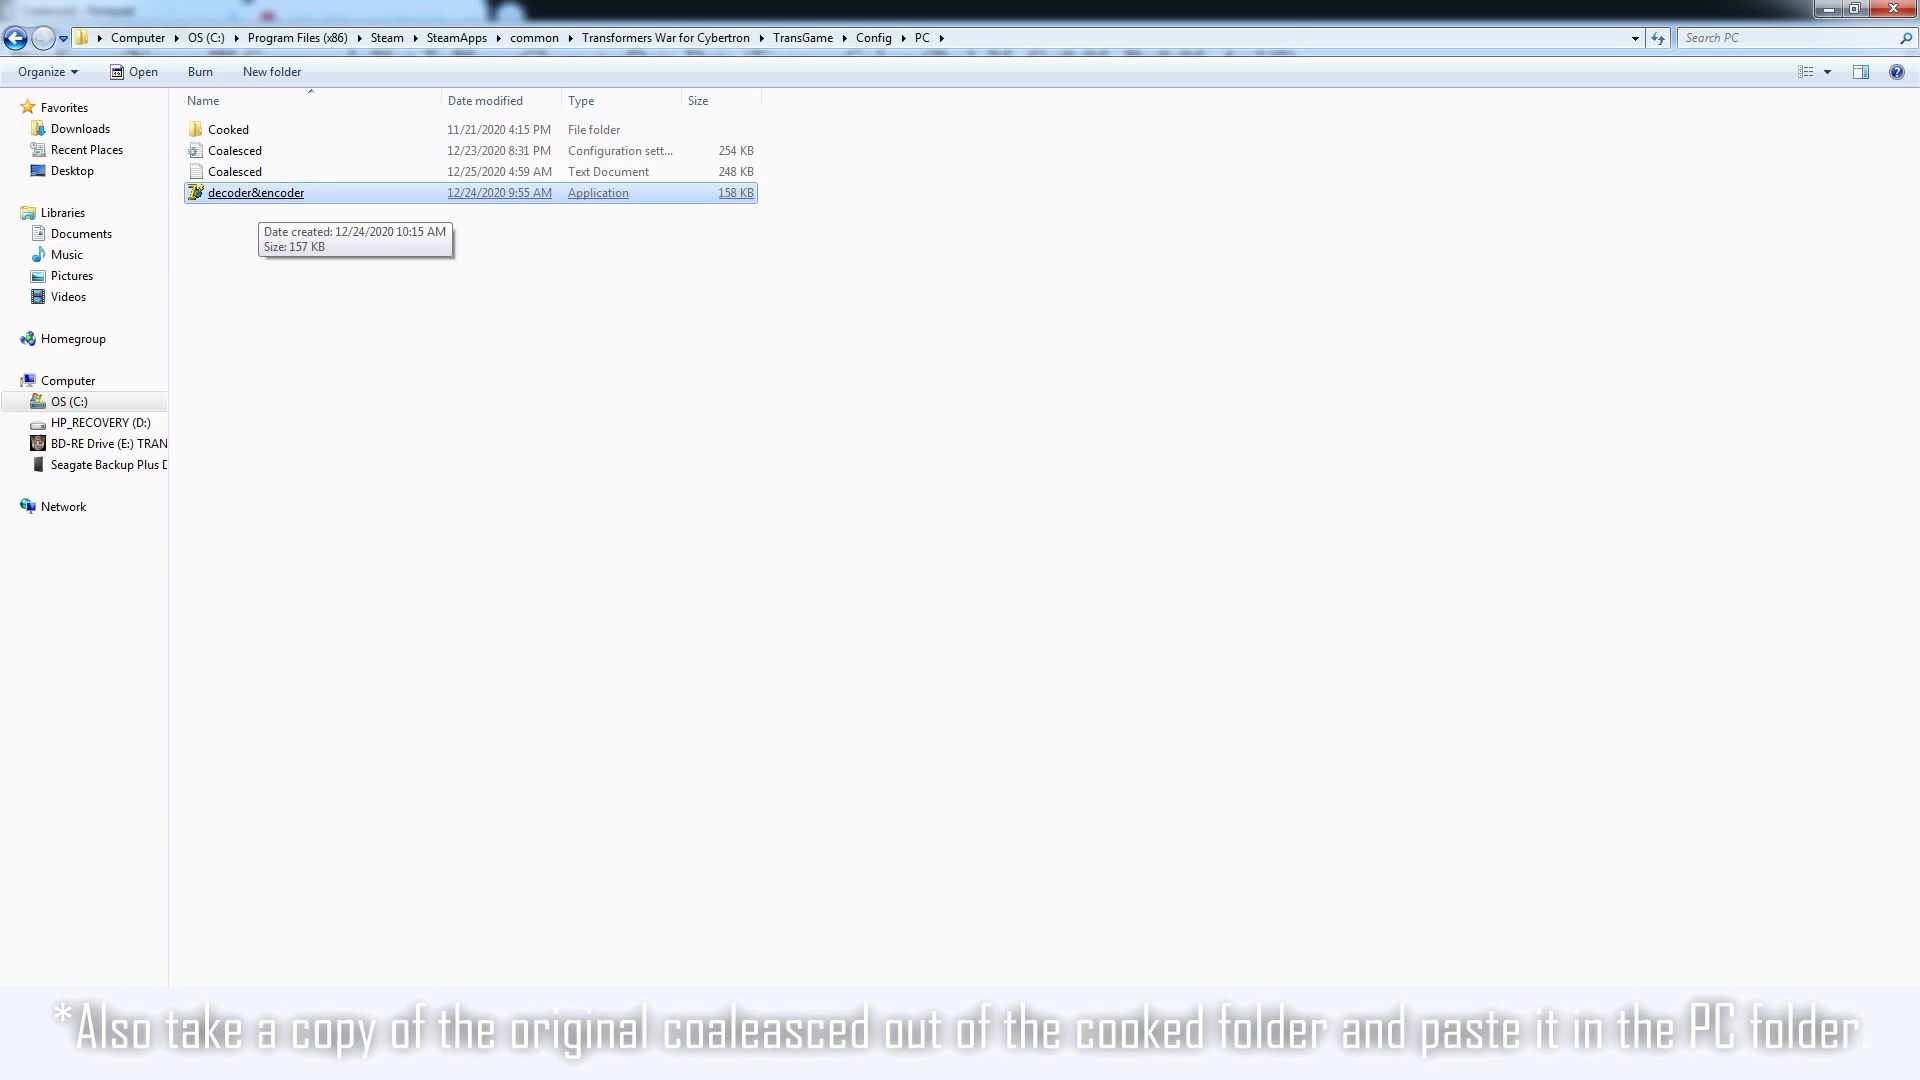 Computer OS (C:) Program Files (x86) Steam SteamApps common Transformers War for Cybertron TransGame Config PC
Search PC
Organize Open Burn New folder
Name Date modified Type Size
Favorites
Downloads
Recent Places
Desktop
Libraries
Documents
Music
Pictures
Videos
Homegroup
Computer
OS (C:)
HP_RECOVERY (D:)
BD-RE Drive (E:) TRAN
Seagate Backup Plus D
Network
Cooked 11/21/2020 4:15 PM File folder
Coalesced 12/23/2020 8:31 PM Configuration sett... 254 KB
Coalesced 12/25/2020 4:59 AM Text Document 248 KB
decoder&encoder 12/24/2020 9:55 AM Application 158 KB
Date created: 12/24/2020 10:15 AM
Size: 157 KB
*Also take a copy of the original coaleasced out of the cooked folder and paste it in the PC folder.